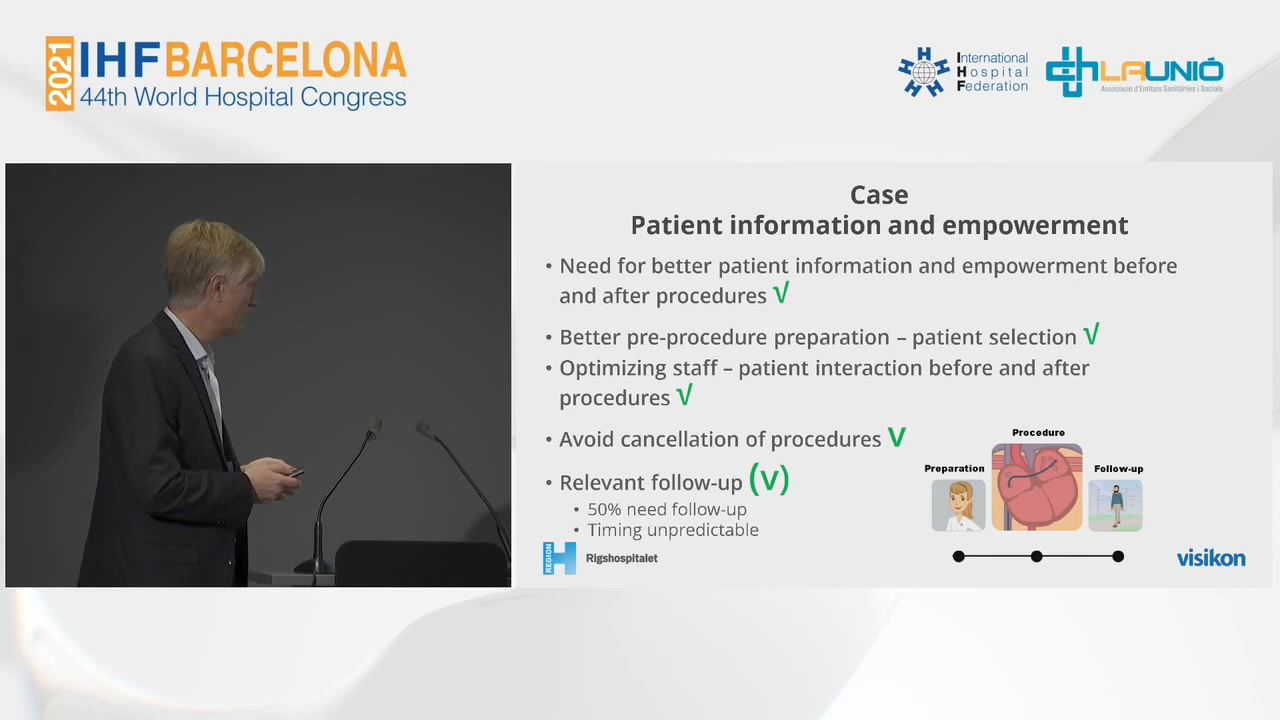 2021
IHF BARCELONA
44th World Hospital Congress
International
Hospital
Federation
LAUNIÓ
Associació d'Entitats Sanitàries i Socials
Case
Patient information and empowerment
• Need for better patient information and empowerment before
and after procedures √
• Better pre-procedure preparation – patient selection √
• Optimizing staff – patient interaction before and after
procedures √
• Avoid cancellation of procedures V
• Relevant follow-up (V)
• 50% need follow-up
• Timing unpredictable
Procedure
Preparation
Follow-up
REGION
H
Rigshospitalet
visikon